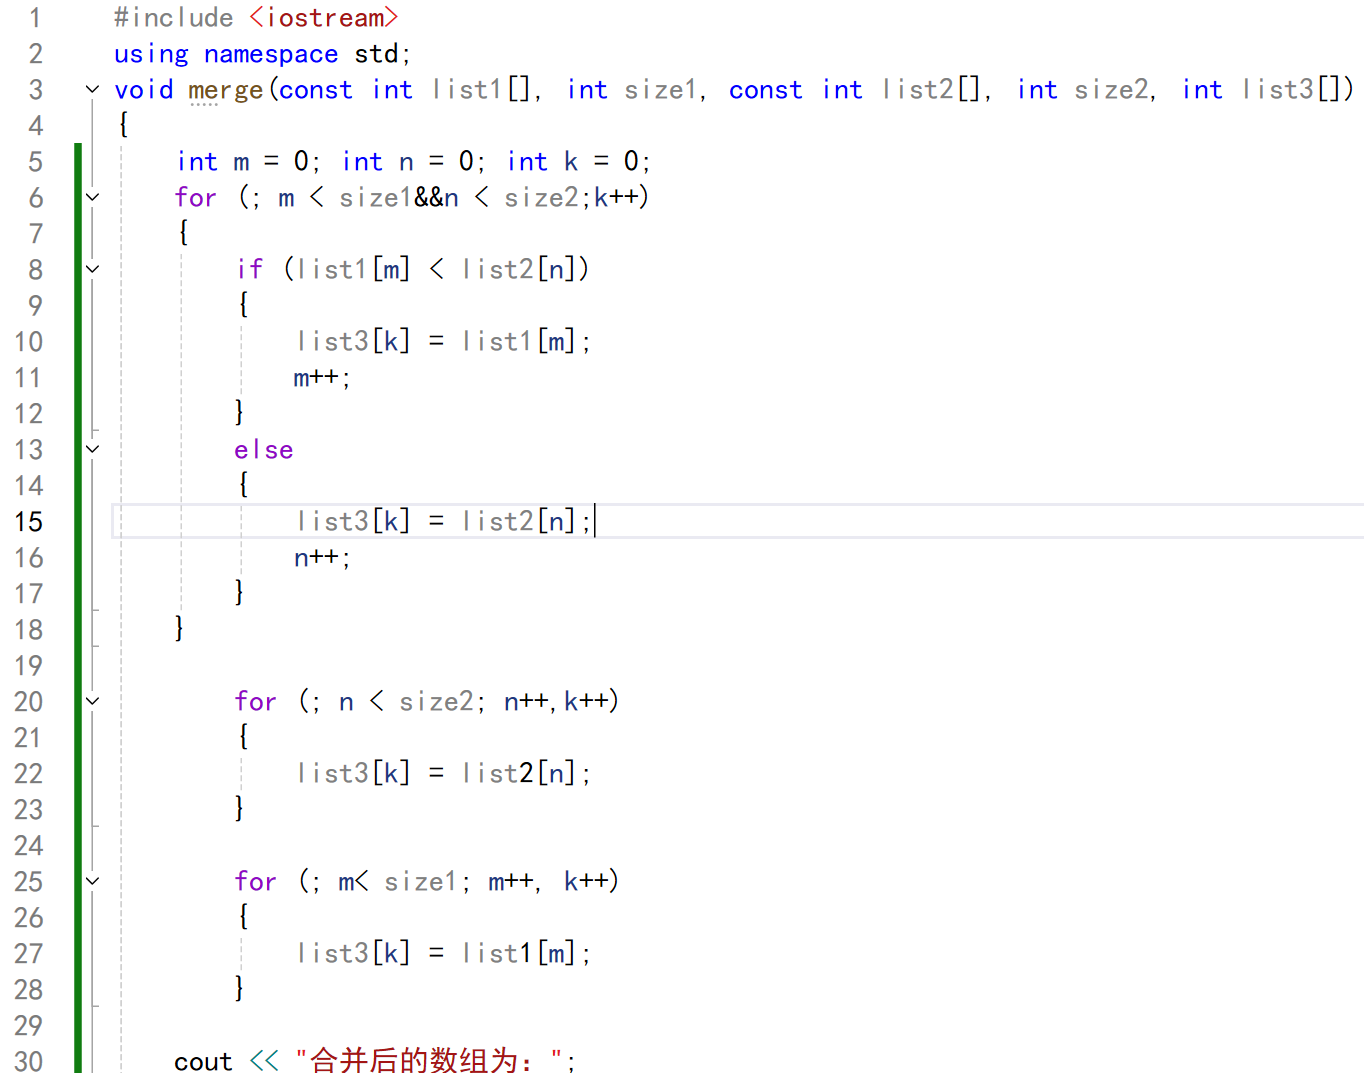 1 #include <iostream>
2 using namespace std;
3 void merge(const int list1[], int size1, const int list2[], int size2, int list3[])
4 {
5 int m = 0; int n = 0; int k = 0;
6 for (; m < size1&&n < size2;k++)
7 {
8 if (list1[m] < list2[n])
9 {
10 list3[k] = list1[m];
11 m++;
12 }
13 else
14 {
15 list3[k] = list2[n];
16 n++;
17 }
18 }
19
20 for (; n < size2; n++,k++)
21 {
22 list3[k] = list2[n];
23 }
24
25 for (; m< size1; m++, k++)
26 {
27 list3[k] = list1[m];
28 }
29
30 cout << "合并后的数组为：";